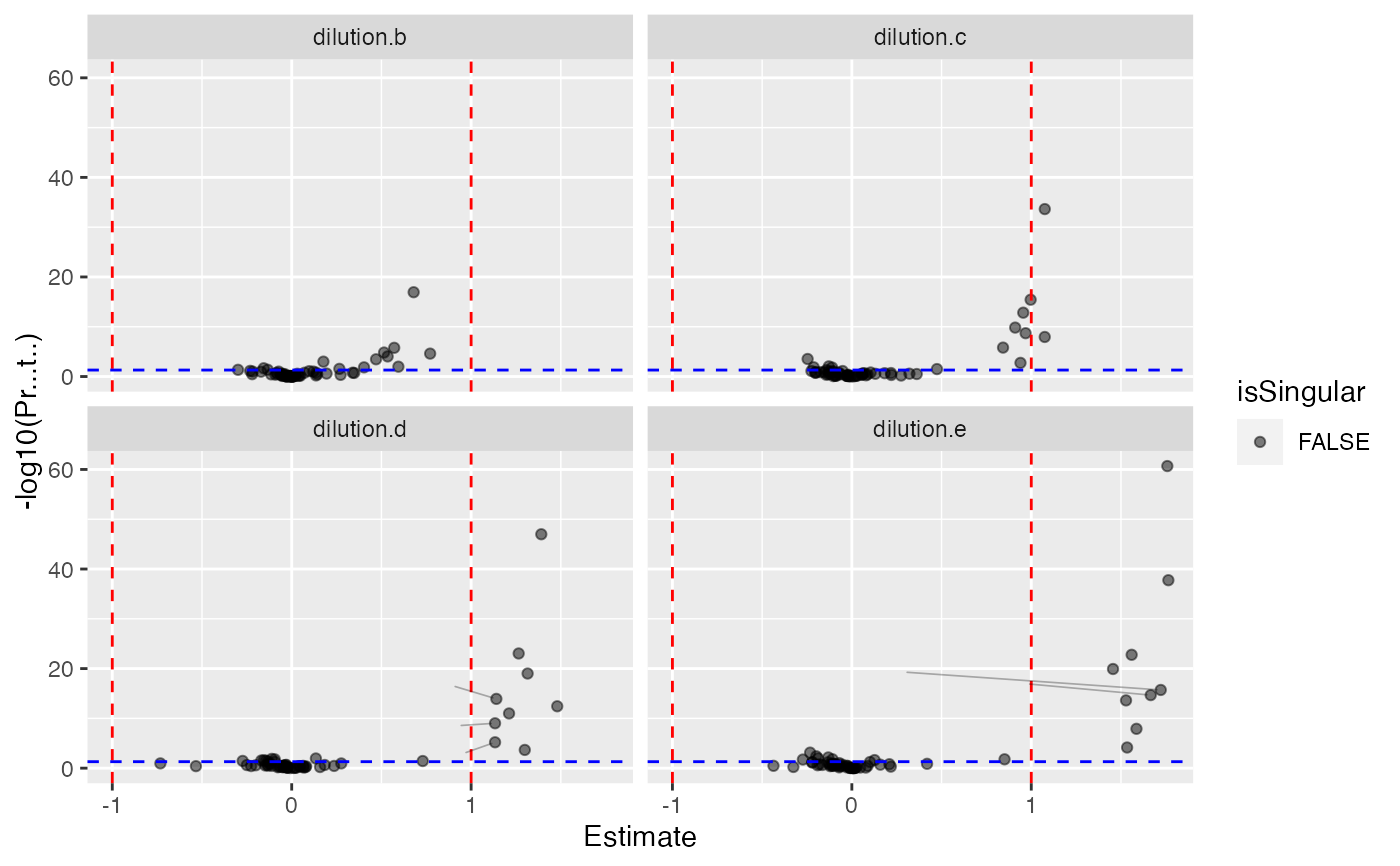 dilution.b
dilution.c
60
40
20
0
dilution.d
dilution.e
60
40
20
0
-1
0
1
-1
0
1
Estimate
-log10(Pr...t..)
isSingular
FALSE